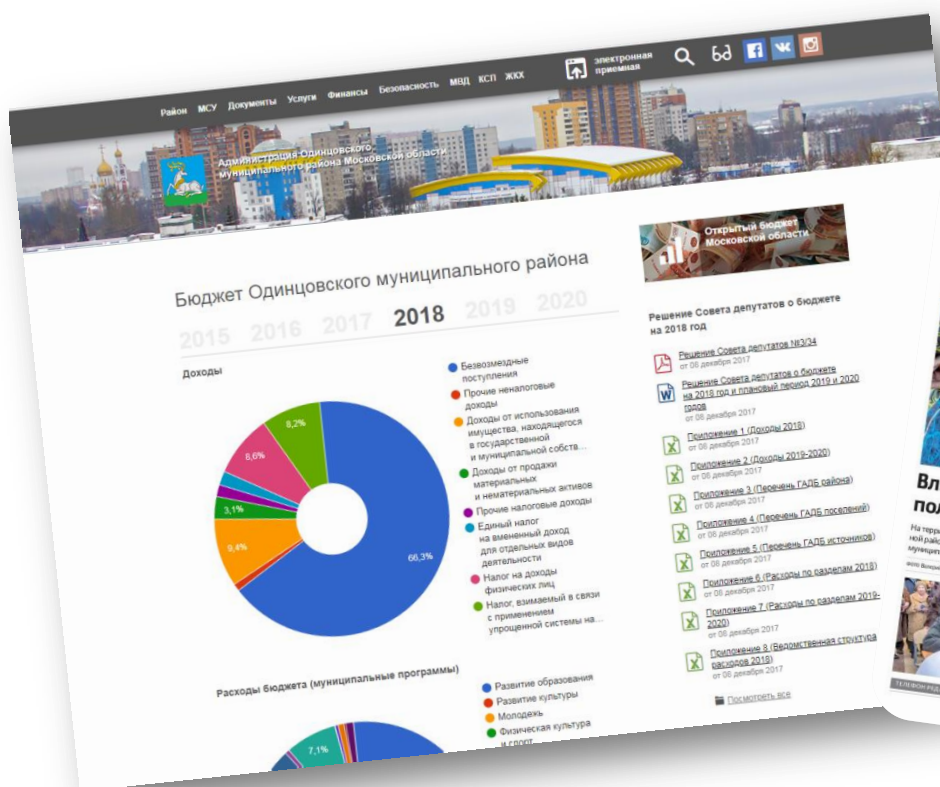 Район МСУ Документы Услуги Финансы Безопасность МВД КСП ЖКХ
электронная
приемная
Администрация Одинцовского
муниципального района Московской области
Бюджет Одинцовского муниципального района
2015 2016 2017 2018 2019 2020
Доходы
8,2%
8,6%
3,1%
9,4%
66,3%
Безвозмездные
поступления
Прочие неналоговые
доходы
Доходы от использования
имущества, находящегося
в государственной
и муниципальной собств...
Доходы от продажи
материальных
и нематериальных активов
Прочие налоговые доходы
Единый налог
на вмененный доход
для отдельных видов
деятельности
Налог на доходы
физических лиц
Налог, взимаемый в связи
с применением
упрощенной системы на...
Расходы бюджета (муниципальные программы)
7,1%
Развитие образования
Развитие культуры
Молодежь
Физическая культура
и спорт
Открытый бюджет
Московской области
Решение Совета депутатов о бюджете
на 2018 год
Решение Совета депутатов №3/34
от 08 декабря 2017
Решение Совета депутатов о бюджете
на 2018 год и плановый период 2019 и 2020
годов
от 08 декабря 2017
Приложение 1 (Доходы 2018)
от 08 декабря 2017
Приложение 2 (Доходы 2019-2020)
от 08 декабря 2017
Приложение 3 (Перечень ГАДБ района)
от 08 декабря 2017
Приложение 4 (Перечень ГАДБ поселений)
от 08 декабря 2017
Приложение 5 (Перечень ГАДБ источников)
от 08 декабря 2017
Приложение 6 (Расходы по разделам 2018)
от 08 декабря 2017
Приложение 7 (Расходы по разделам 2019-
2020)
от 08 декабря 2017
Приложение 8 (Ведомственная структура
расходов 2018)
от 08 декабря 2017
Посмотреть все
Вл
пол
На терр
ной райо
муницип